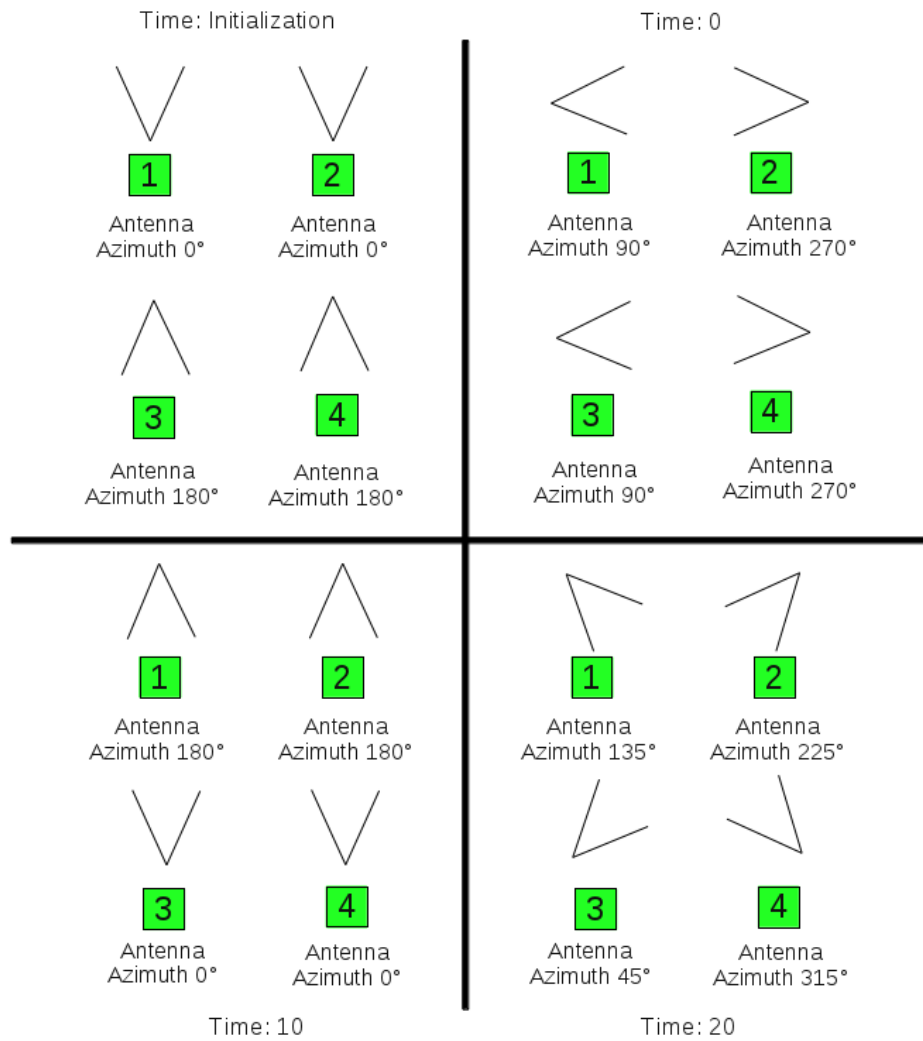 Time: Initialization
1
2
Antenna
Azimuth 0°
Antenna
Azimuth 0°
3
4
Antenna
Azimuth 180°
Antenna
Azimuth 180°
Time: 0
1
2
Antenna
Azimuth 90°
Antenna
Azimuth 270°
3
4
Antenna
Azimuth 90°
Antenna
Azimuth 270°
1
2
Antenna
Azimuth 180°
Antenna
Azimuth 180°
3
4
Antenna
Azimuth 0°
Antenna
Azimuth 0°
Time: 10
1
2
Antenna
Azimuth 135°
Antenna
Azimuth 225°
3
4
Antenna
Azimuth 45°
Antenna
Azimuth 315°
Time: 20